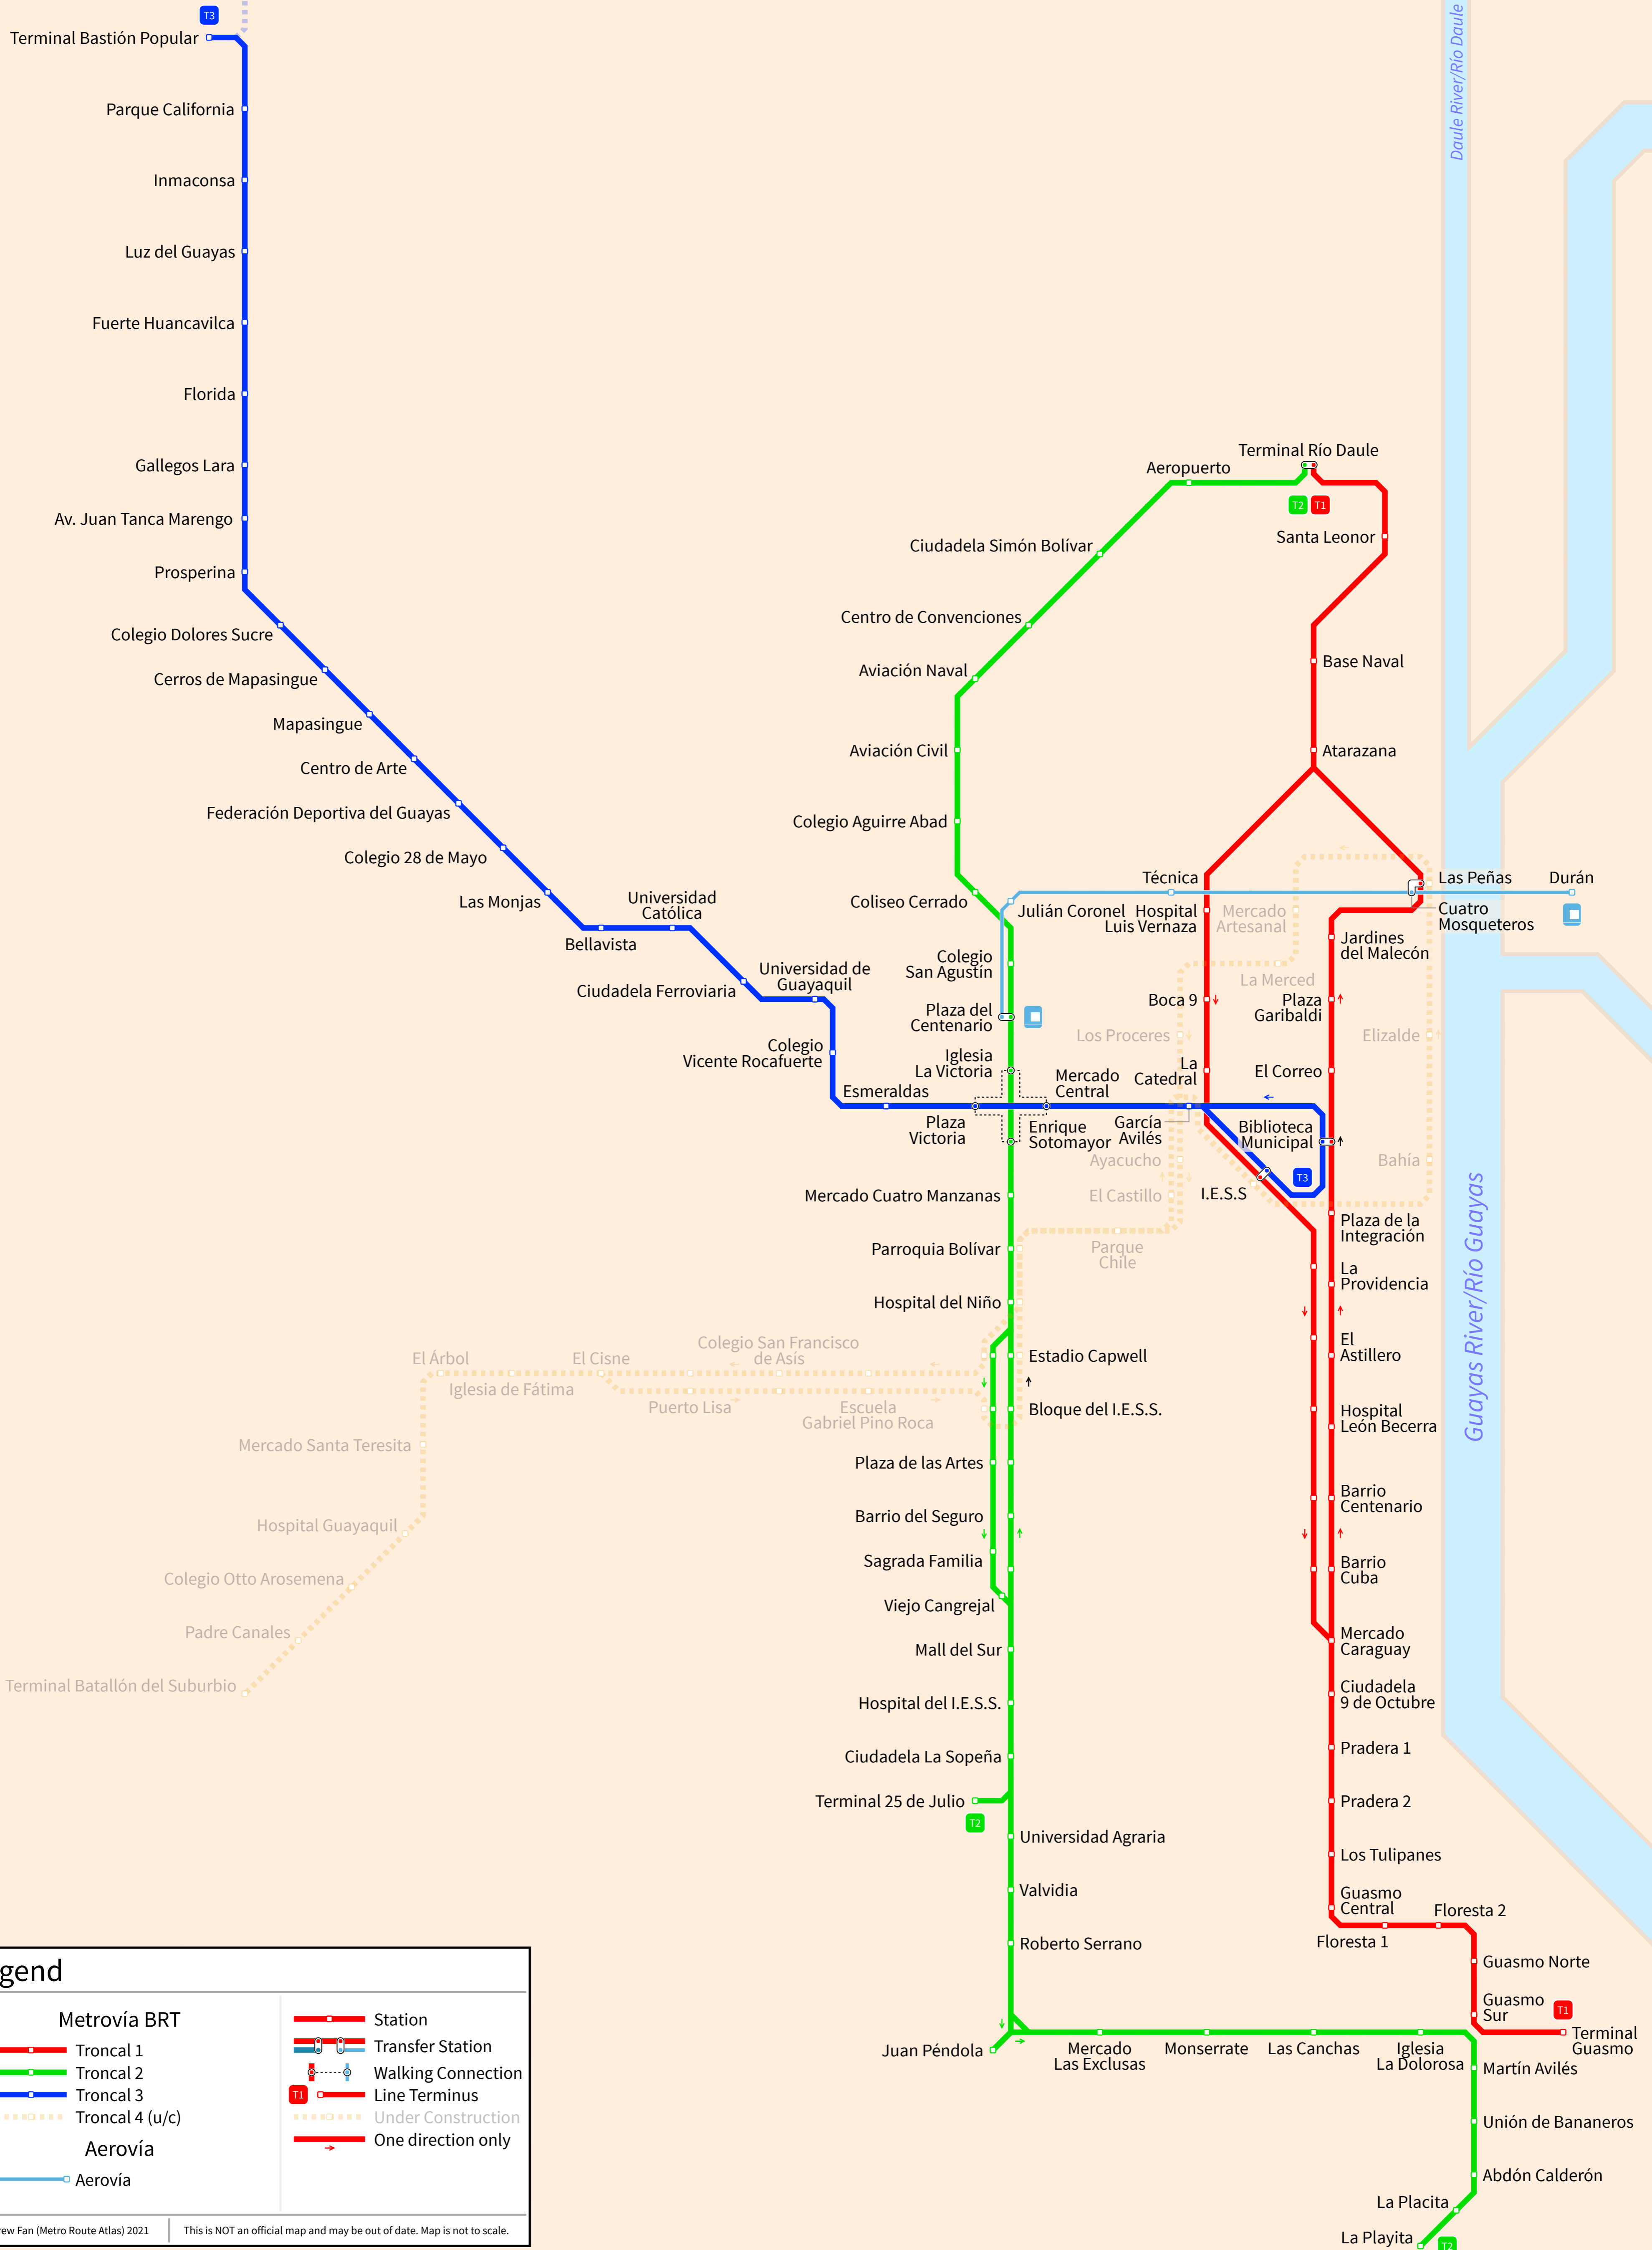 T3
Terminal Bastión Popular
Parque California
Inmaconsa
Luz del Guayas
Fuerte Huancavilca
Florida
Gallegos Lara
Av. Juan Tanca Marengo
Prosperina
Colegio Dolores Sucre
Cerros de Mapasingue
Mapasingue
Centro de Arte
Federación Deportiva del Guayas
Colegio 28 de Mayo
Las Monjas
Bellavista
Universidad
Católica
Ciudadela Ferroviaria
Universidad de
Guayaquil
Colegio
Vicente Rocafuerte
Esmeraldas
Plaza
Victoria
Mercado
Central
García
Avilés
Biblioteca
Municipal
T3
I.E.S.S
Daule River/Río Daule
Guayas River/Río Guayas
Terminal Río Daule
T2
T1
Aeropuerto
Ciudadela Simón Bolívar
Centro de Convenciones
Aviación Naval
Aviación Civil
Colegio Aguirre Abad
Coliseo Cerrado
Colegio
San Agustín
Plaza del
Centenario
Iglesia
La Victoria
Enrique
Sotomayor
Mercado Cuatro Manzanas
Parroquia Bolívar
Hospital del Niño
Estadio Capwell
Bloque del I.E.S.S.
Plaza de las Artes
Barrio del Seguro
Sagrada Familia
Viejo Cangrejal
Mall del Sur
Hospital del I.E.S.S.
Ciudadela La Sopeña
Terminal 25 de Julio
T2
Universidad Agraria
Valvidia
Roberto Serrano
Juan Péndola
Mercado
Las Exclusas
Monserrate
Las Canchas
Iglesia
La Dolorosa
Martín Avilés
Unión de Bananeros
Abdón Calderón
La Placita
La Playita
T2
Santa Leonor
Base Naval
Atarazana
Técnica
Las Peñas
Durán
Julián Coronel
Cuatro
Mosqueteros
Hospital
Luis Vernaza
Boca 9
La
Catedral
Jardines
del Malecón
Plaza
Garibaldi
El Correo
Plaza de la
Integración
La
Providencia
El
Astillero
Hospital
León Becerra
Barrio
Centenario
Barrio
Cuba
Mercado
Caraguay
Ciudadela
9 de Octubre
Pradera 1
Pradera 2
Los Tulipanes
Guasmo
Central
Floresta 1
Floresta 2
Guasmo Norte
Guasmo
Sur
T1
Terminal
Guasmo
Mercado
Artesanal
La Merced
Los Proceres
Elizalde
Ayacucho
Bahía
El Castillo
Parque
Chile
Colegio San Francisco
de Asís
El Árbol
El Cisne
Iglesia de Fátima
Puerto Lisa
Escuela
Gabriel Pino Roca
Mercado Santa Teresita
Hospital Guayaquil
Colegio Otto Arosemena
Padre Canales
Terminal Batallón del Suburbio
gend
Metrovía BRT
Troncal 1
Troncal 2
Troncal 3
Troncal 4 (u/c)
Aerovía
Aerovía
Station
Transfer Station
Walking Connection
T1
Line Terminus
Under Construction
One direction only
rew Fan (Metro Route Atlas) 2021
This is NOT an official map and may be out of date. Map is not to scale.